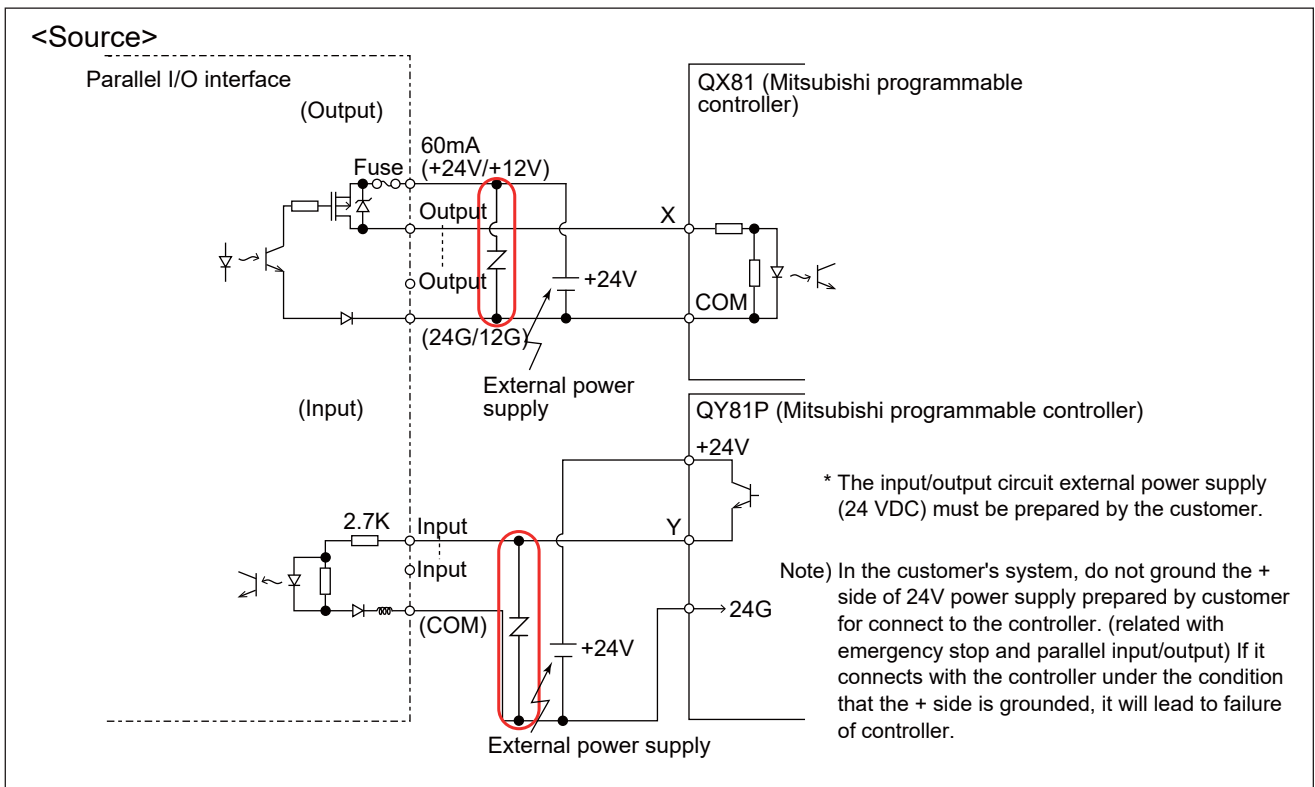 <Source>
Parallel I/O interface
(Output)
Fuse
60mA
(+24V/+12V)
Output
Output
(24G/12G)
+24V
External power
supply
QX81 (Mitsubishi programmable
controller)
X
COM
(Input)
2.7K
Input
Input
(COM)
+24V
External power supply
QY81P (Mitsubishi programmable controller)
+24V
Y
24G
* The input/output circuit external power supply
(24 VDC) must be prepared by the customer.
Note) In the customer's system, do not ground the +
side of 24V power supply prepared by customer
for connect to the controller. (related with
emergency stop and parallel input/output) If it
connects with the controller under the condition
that the + side is grounded, it will lead to failure
of controller.